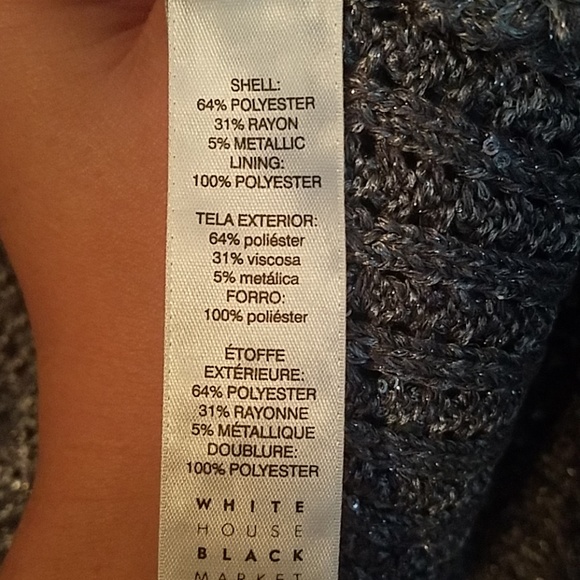 SHELL:
64% POLYESTER
31% RAYON
5% METALLIC
LINING:
100% POLYESTER
TELA EXTERIOR:
64% poliéster
31% viscosa
5% metálica
FORRO:
100% poliéster
ÉTOFFE
EXTÉRIEURE:
64% POLYESTER
31% RAYONNE
5% MÉTALLIQUE
DOUBLURE:
100% POLYESTER
WHITE
HOUSE
BLACK
MARKET